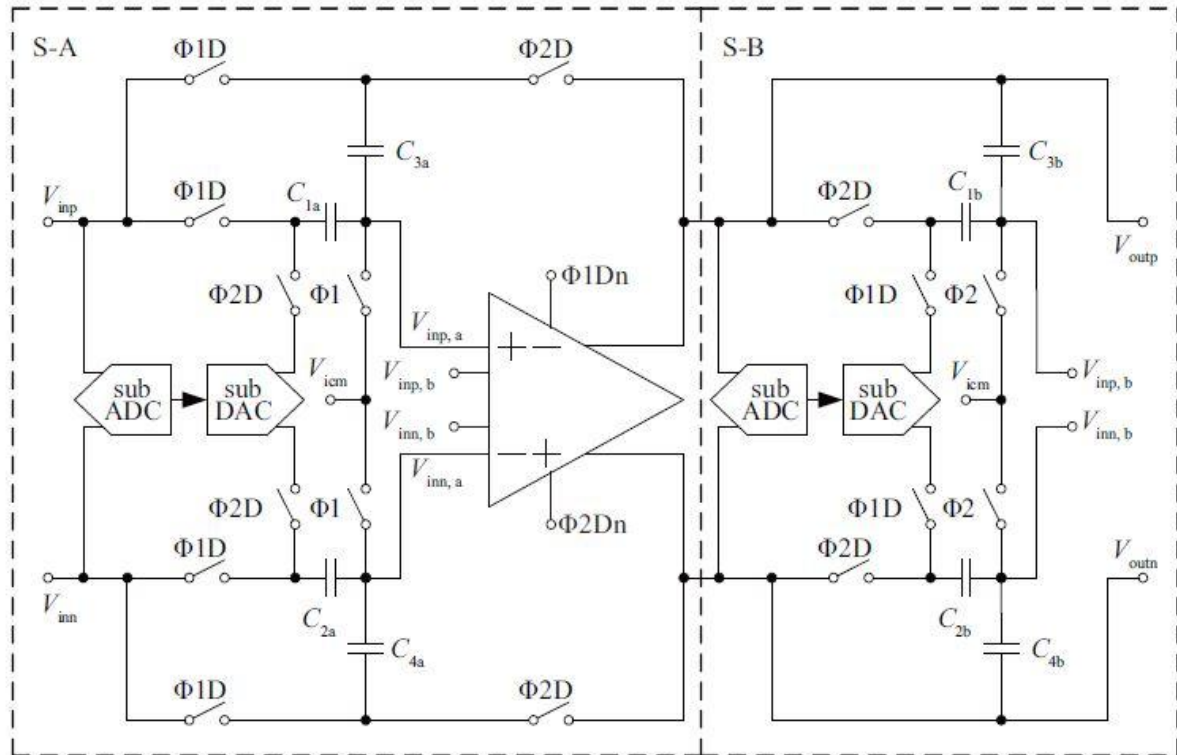 S-A
Φ1D
Φ2D
S-B
C3a
C3b
Vinp
Φ1D
C1a
Φ2D
C1b
Voutp
Φ2D
Φ1
Φ1Dn
Φ1D
Φ2
Vinp, a
+ −
Vicm
Vinp, b
sub
ADC
sub
DAC
sub
ADC
sub
DAC
Vicm
Vinp, b
Vinn, b
Vinn, b
− +
Vinn, a
Φ2D
Φ1
Φ2Dn
Φ1D
Φ2
Φ1D
Φ2D
Voutn
Vinn
C2a
C2b
C4a
C4b
Φ1D
Φ2D